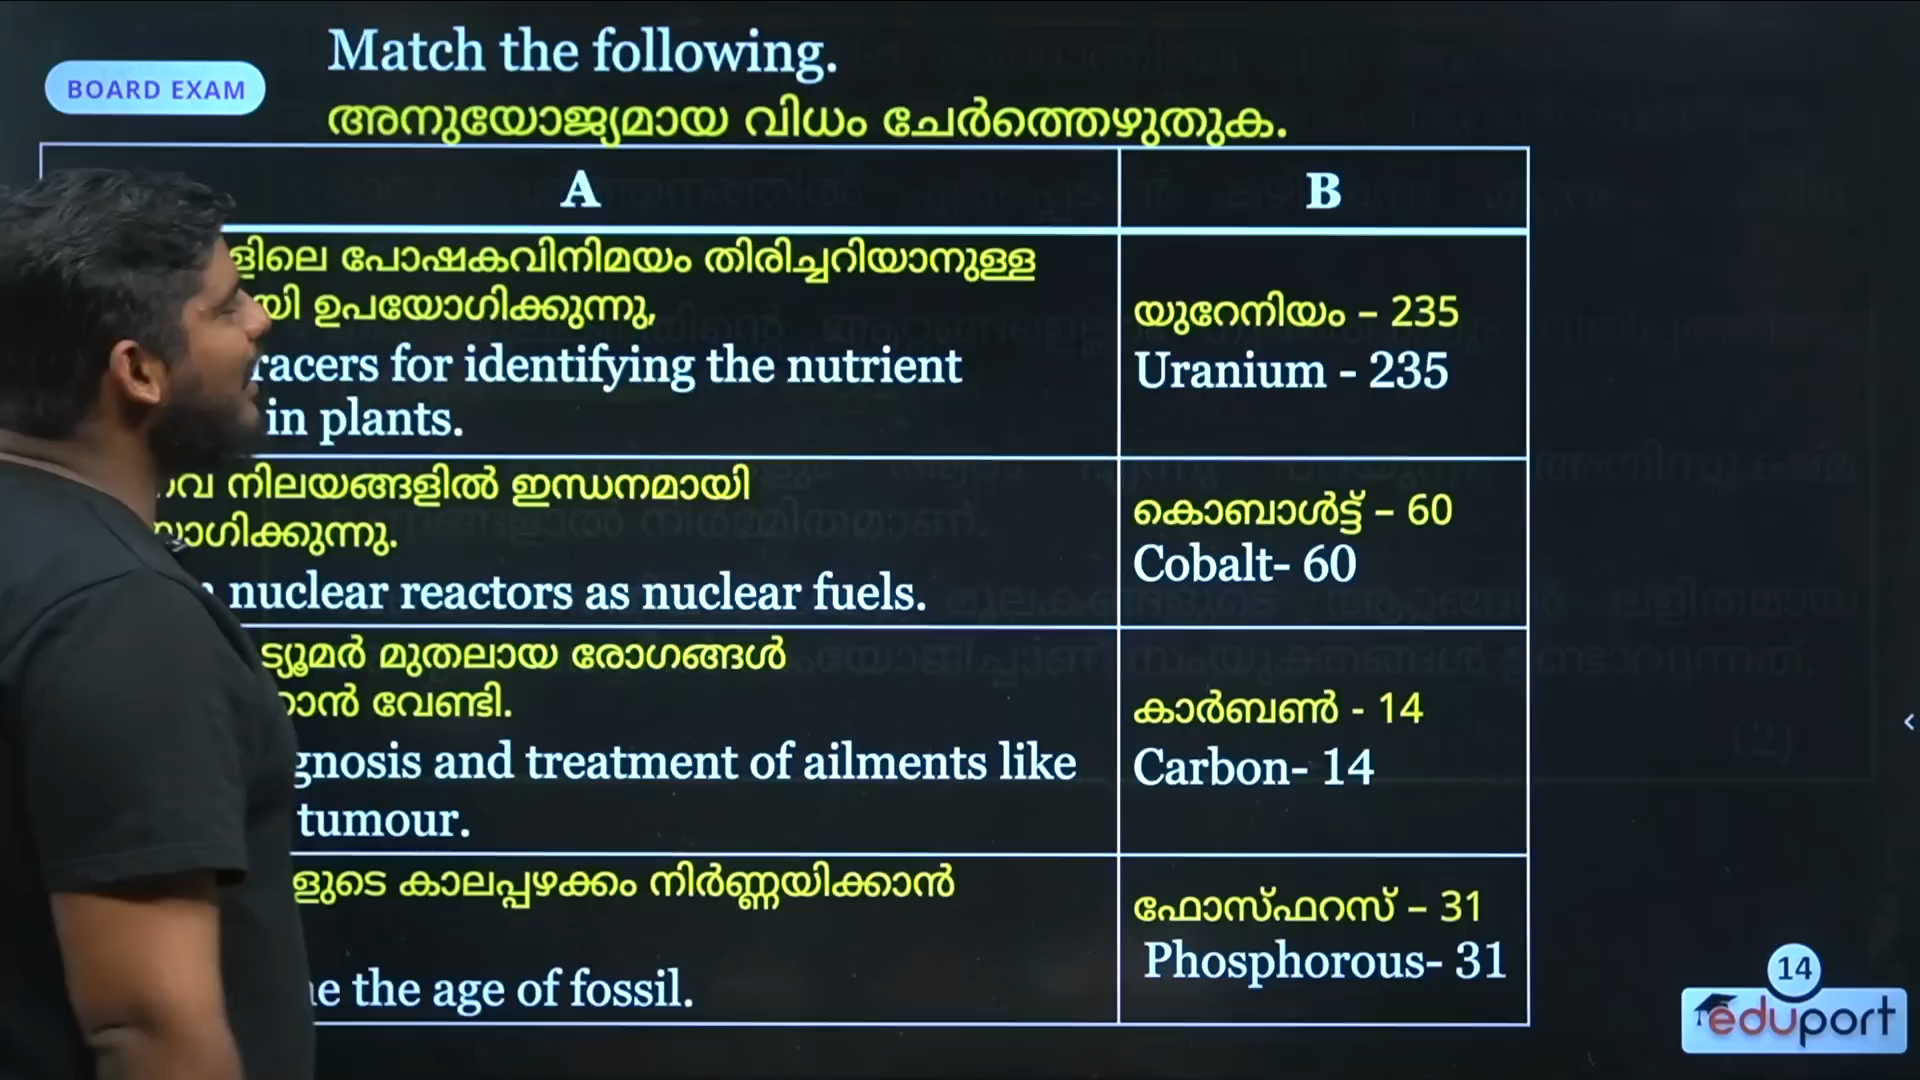 BOARD EXAM
Match the following.
അനുയോജ്യമായ വിധം ചേർത്തെഴുതുക.
A
B
പോഷകവിനിമയം തിരിച്ചറിയാനുള്ള
ഉപയോഗിക്കുന്നു,
for identifying the nutrient
in plants.
യുറേനിയം – 235
Uranium - 235
നിലയങ്ങളിൽ ഇന്ധനമായി
nuclear reactors as nuclear fuels.
കൊബാൾട്ട് – 60
Cobalt- 60
ട്യൂമർ മുതലായ രോഗങ്ങൾ
വേണ്ടി.
and treatment of ailments like
tumour.
കാർബൺ - 14
Carbon- 14
കാലപ്പഴക്കം നിർണ്ണയിക്കാൻ
the age of fossil.
ഫോസ്ഫറസ് – 31
Phosphorous- 31
14
eduport